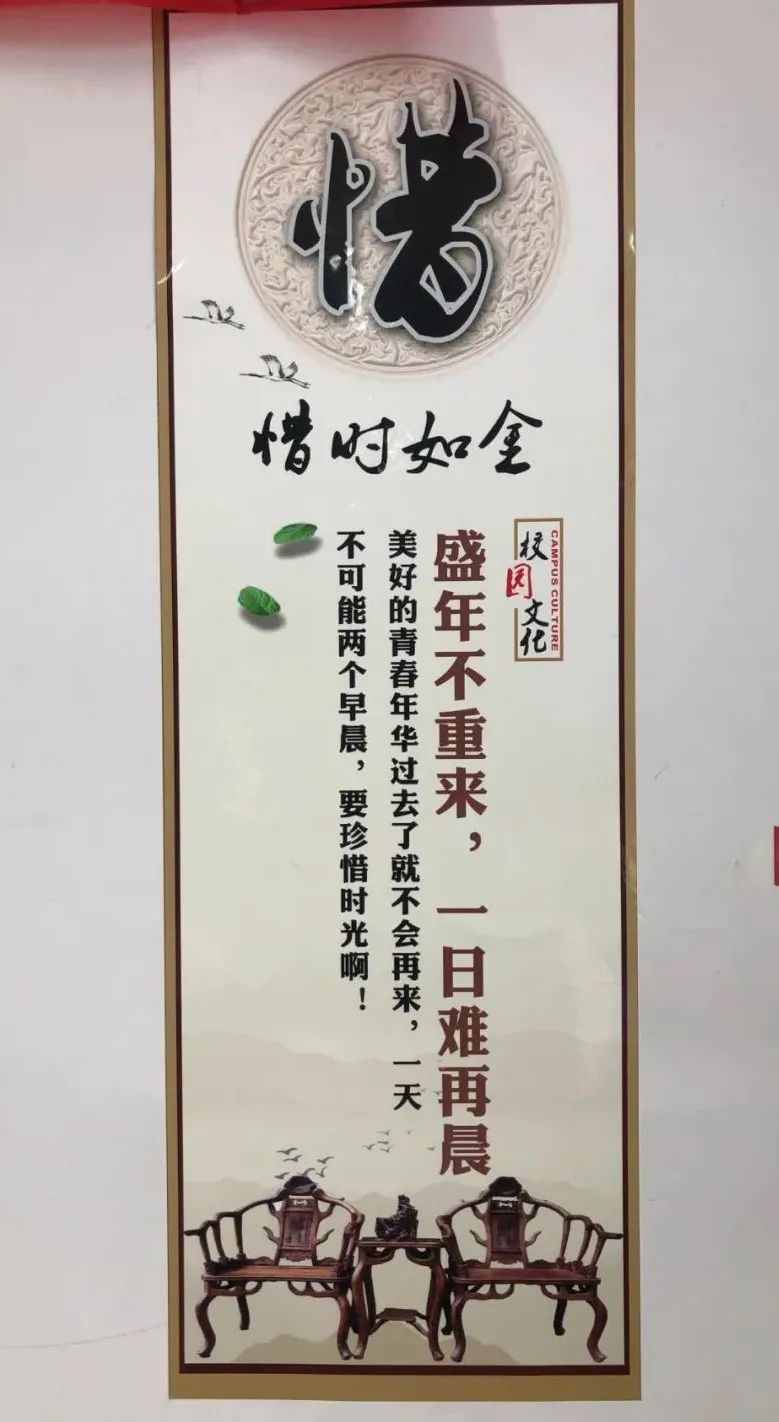 惜
惜时如金
校园文化
CAMPUS CULTURE
盛年不重来，一日难再晨
美好的青春年华过去了就不会再来，一天
不可能两个早晨，要珍惜时光啊！